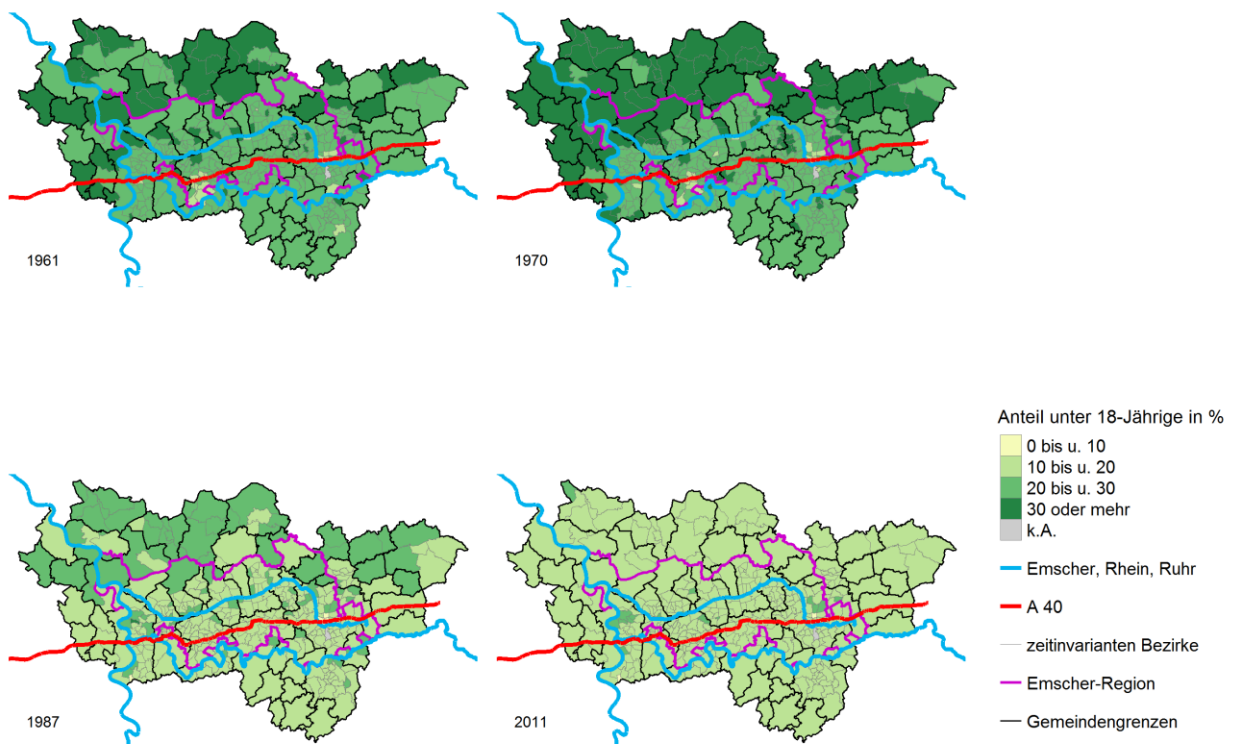 1961
1970
1987
2011
Anteil unter 18-Jährige in %
0 bis u. 10
10 bis u. 20
20 bis u. 30
30 oder mehr
k.A.
Emscher, Rhein, Ruhr
A 40
zeitinvarianten Bezirke
Emscher-Region
Gemeindengrenzen